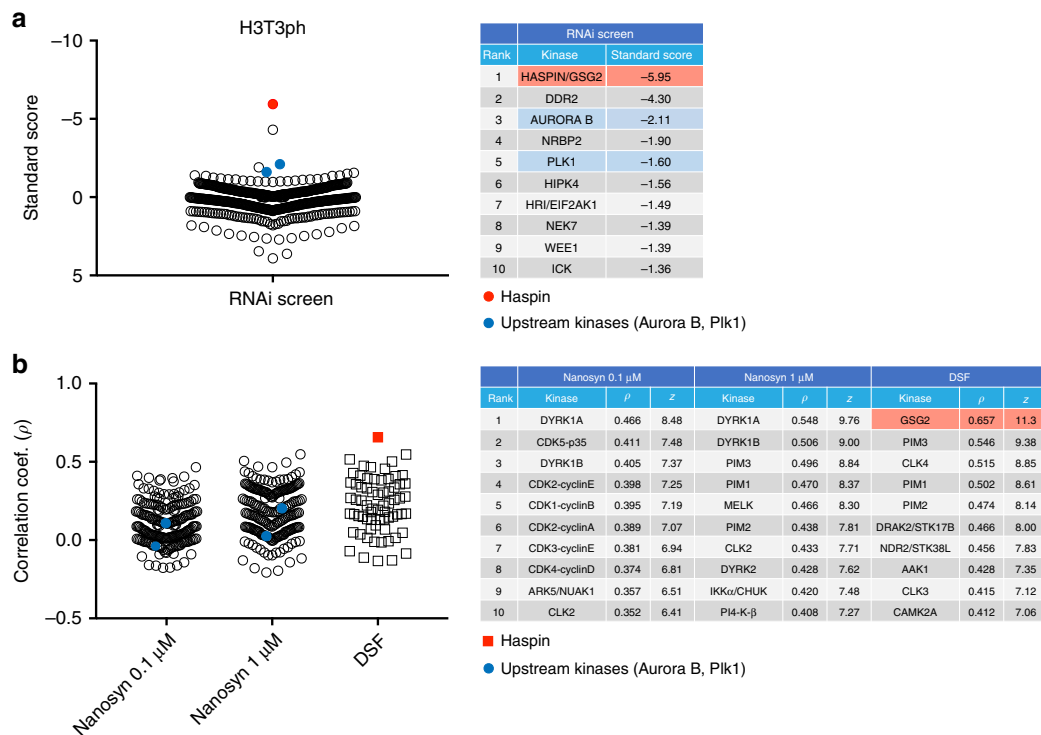 a
H3T3ph
Standard score
−10
−5
0
5
RNAi screen
RNAi screen
Rank Kinase Standard score
1 HASPIN/GSG2 −5.95
2 DDR2 −4.30
3 AURORA B −2.11
4 NRBP2 −1.90
5 PLK1 −1.60
6 HIPK4 −1.56
7 HRI/EIF2AK1 −1.49
8 NEK7 −1.39
9 WEE1 −1.39
10 ICK −1.36
Haspin
Upstream kinases (Aurora B, Plk1)
b
Correlation coef. (ρ)
1.0
0.5
0.0
−0.5
Nanosyn 0.1 μM
Nanosyn 1 μM
DSF
Nanosyn 0.1 μM Nanosyn 1 μM DSF
Rank Kinase ρ z Kinase ρ z Kinase ρ z
1 DYRK1A 0.466 8.48 DYRK1A 0.548 9.76 GSG2 0.657 11.3
2 CDK5-p35 0.411 7.48 DYRK1B 0.506 9.00 PIM3 0.546 9.38
3 DYRK1B 0.405 7.37 PIM3 0.496 8.84 CLK4 0.515 8.85
4 CDK2-cyclinE 0.398 7.25 PIM1 0.470 8.37 PIM1 0.502 8.61
5 CDK1-cyclinB 0.395 7.19 MELK 0.466 8.30 PIM2 0.474 8.14
6 CDK2-cyclinA 0.389 7.07 PIM2 0.438 7.81 DRAK2/STK17B 0.466 8.00
7 CDK3-cyclinE 0.381 6.94 CLK2 0.433 7.71 NDR2/STK38L 0.456 7.83
8 CDK4-cyclinD 0.374 6.81 DYRK2 0.428 7.62 AAK1 0.428 7.35
9 ARK5/NUAK1 0.357 6.51 IKKα/CHUK 0.420 7.48 CLK3 0.415 7.12
10 CLK2 0.352 6.41 PI4-K-β 0.408 7.27 CAMK2A 0.412 7.06
Haspin
Upstream kinases (Aurora B, Plk1)